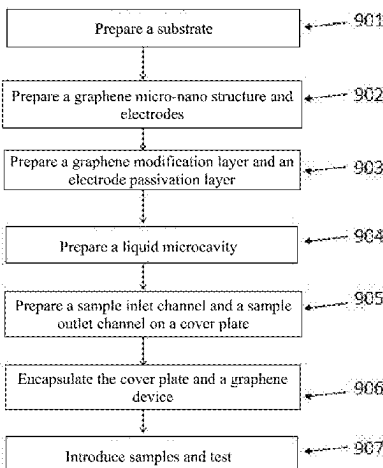 Prepare a substrate
901
Prepare a graphene micro-nano structure and
electrodes
902
Prepare a graphene modification layer and an
electrode passivation layer
903
Prepare a liquid microcavity
904
Prepare a sample inlet channel and a sample
outlet channel on a cover plate
905
Encapsulate the cover plate and a graphene
device
906
Introduce samples and test
907